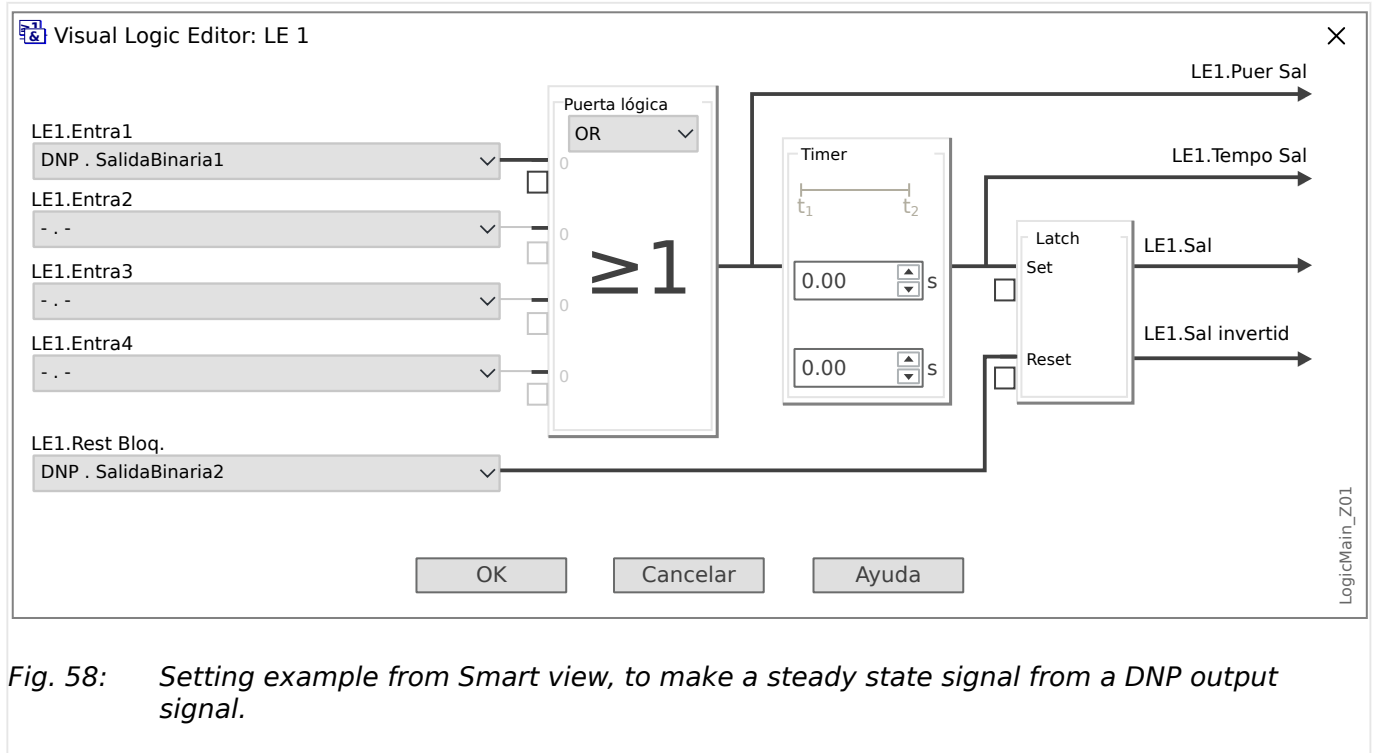 Visual Logic Editor: LE 1
LE1.Puer Sal
Puerta lógica
OR
LE1.Entra1
DNP . SalidaBinaria1
0
LE1.Entra2
- . -
0
LE1.Entra3
- . -
0
LE1.Entra4
- . -
0
≥1
Timer
t1 t2
0.00 s
0.00 s
LE1.Tempo Sal
Latch
Set
Reset
LE1.Sal
LE1.Sal invertid
LE1.Rest Bloq.
DNP . SalidaBinaria2
OK
Cancelar
Ayuda
LogicMain_Z01
Fig. 58: Setting example from Smart view, to make a steady state signal from a DNP output
signal.